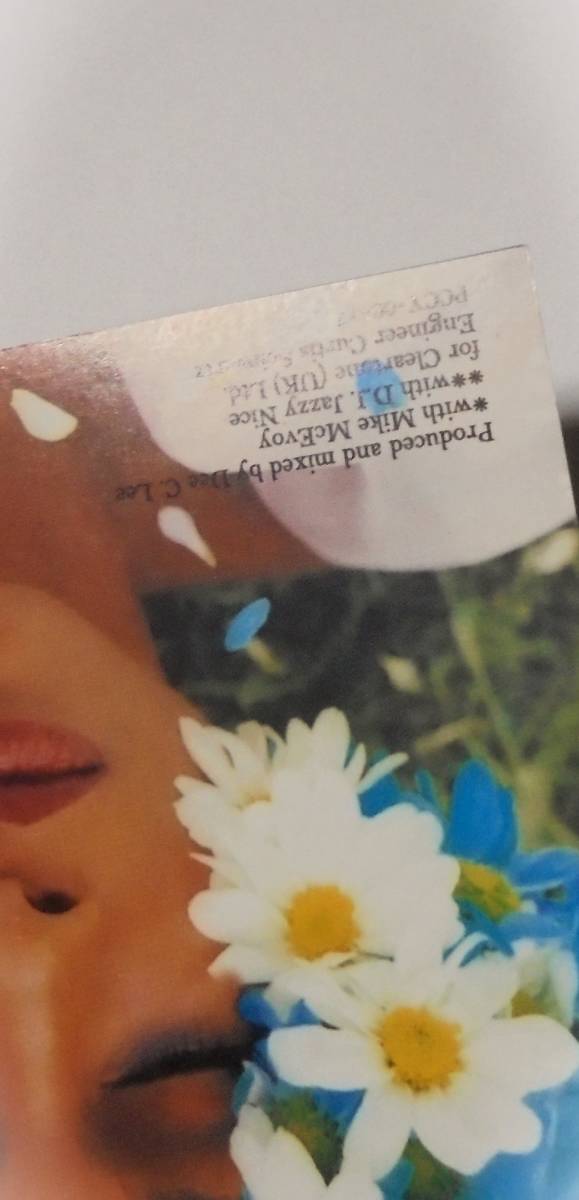 Produced and mixed by Dee C. Lee
*with Mike McEvoy
**with D.J. Jazzy Nice
for Cleartone (UK) Ltd.
Engineer Curtis